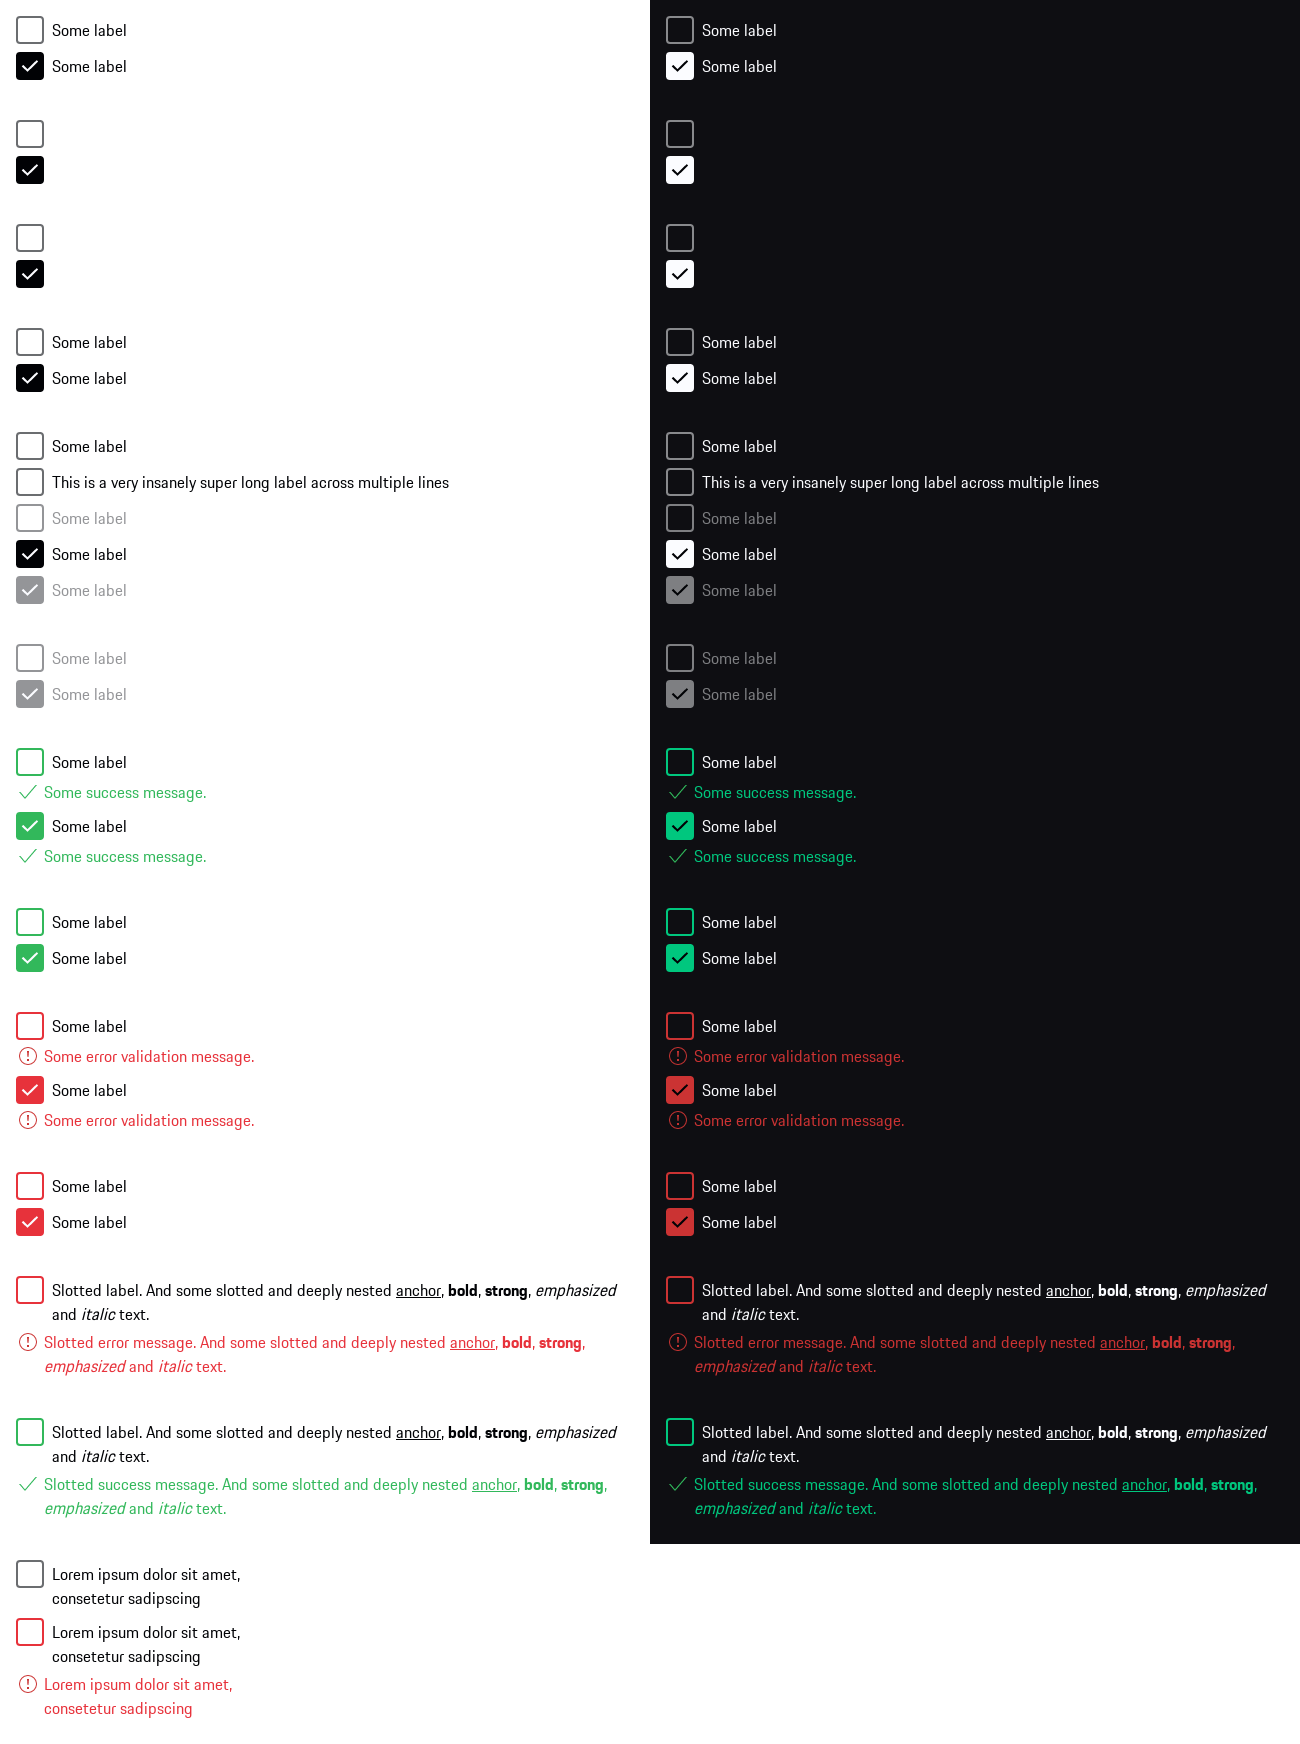 Some label
Some label
Some label
Some label
Some label
This is a very insanely super long label across multiple lines
Some label
Some label
Some label
Some label
Some label
Some label
Some success message.
Some label
Some success message.
Some label
Some label
Some label
Some error validation message.
Some label
Some error validation message.
Some label
Some label
Slotted label. And some slotted and deeply nested anchor, bold, strong, emphasized
and italic text.
Slotted error message. And some slotted and deeply nested anchor, bold, strong,
emphasized and italic text.
Slotted label. And some slotted and deeply nested anchor, bold, strong, emphasized
and italic text.
Slotted success message. And some slotted and deeply nested anchor, bold, strong,
emphasized and italic text.
Lorem ipsum dolor sit amet,
consetetur sadipscing
Lorem ipsum dolor sit amet,
consetetur sadipscing
Lorem ipsum dolor sit amet,
consetetur sadipscing
Some label
Some label
Some label
Some label
Some label
This is a very insanely super long label across multiple lines
Some label
Some label
Some label
Some label
Some label
Some label
Some success message.
Some label
Some success message.
Some label
Some label
Some label
Some error validation message.
Some label
Some error validation message.
Some label
Some label
Slotted label. And some slotted and deeply nested anchor, bold, strong, emphasized
and italic text.
Slotted error message. And some slotted and deeply nested anchor, bold, strong,
emphasized and italic text.
Slotted label. And some slotted and deeply nested anchor, bold, strong, emphasized
and italic text.
Slotted success message. And some slotted and deeply nested anchor, bold, strong,
emphasized and italic text.